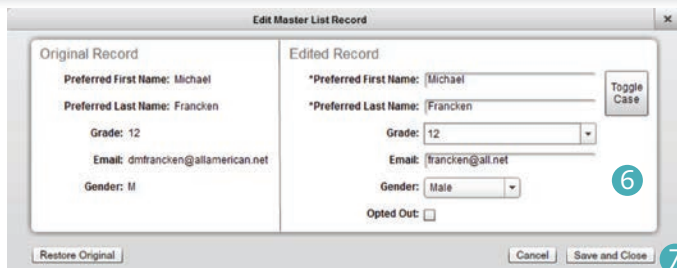 Edit Master List Record
x
Original Record
Preferred First Name: Michael
Preferred Last Name: Francken
Grade: 12
Email: dmfrancken@allamerican.net
Gender: M
Edited Record
*Preferred First Name: Michael
*Preferred Last Name: Francken
Grade: 12
Email: francken@all.net
Gender: Male
Opted Out:
Toggle
Case
6
Restore Original
Cancel
Save and Close
7